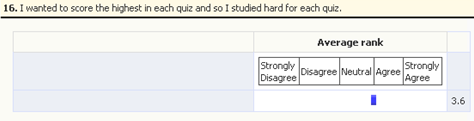 16. I wanted to score the highest in each quiz and so I studied hard for each quiz.
Average rank
Strongly Disagree Disagree Neutral Agree Strongly Agree
3.6